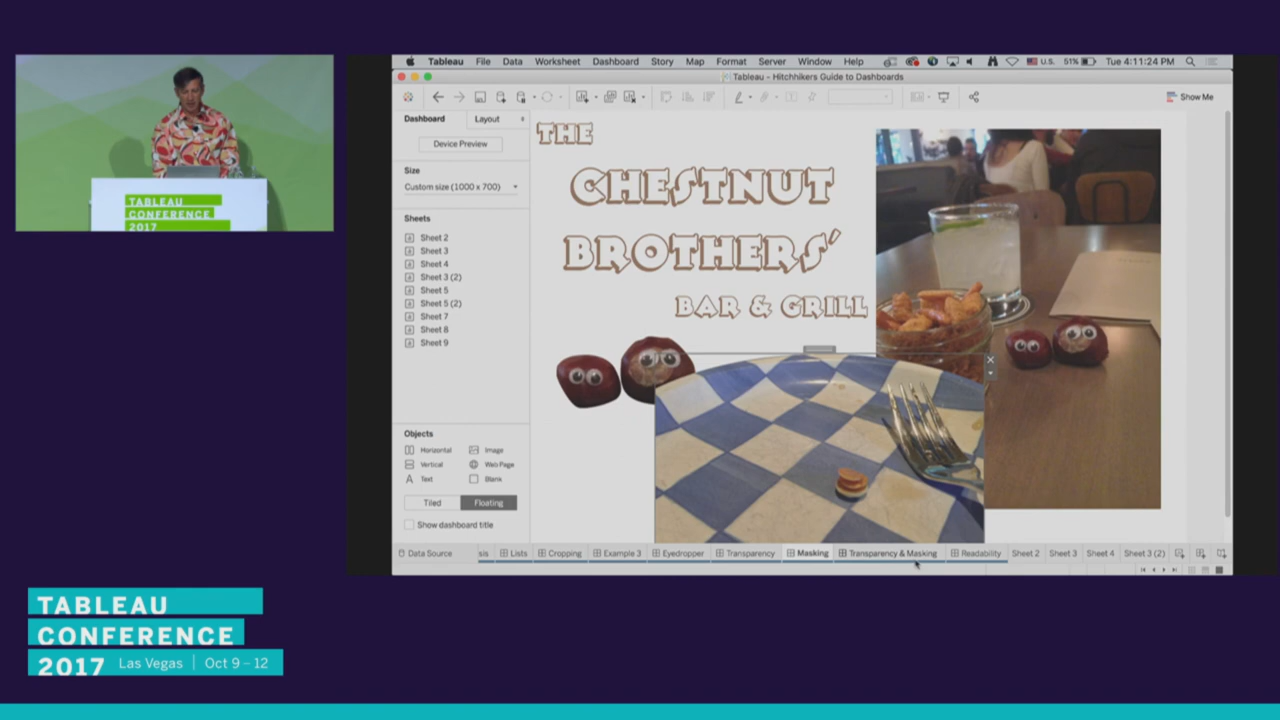 Tableau File Data Worksheet Dashboard Story Map Format Server Window Help U.S. 51% Tue 4:11:24 PM
Tableau - Hitchhikers Guide to Dashboards
Show Me
Dashboard Layout
Device Preview
Size
Custom size (1000 x 700)
Sheets
Sheet 2
Sheet 3
Sheet 4
Sheet 3 (2)
Sheet 5
Sheet 5 (2)
Sheet 7
Sheet 8
Sheet 9
Objects
Horizontal Image
Vertical Web Page
A Text Blank
Tiled Floating
Show dashboard title
THE
CHESTNUT
BROTHERS'
BAR & GRILL
Data Source sis Lists Cropping Example 3 Eyedropper Transparency Masking Transparency & Masking Readability Sheet 2 Sheet 3 Sheet 4 Sheet 3 (2)
TABLEAU
CONFERENCE
2017
TABLEAU
CONFERENCE
2017 Las Vegas | Oct 9 – 12